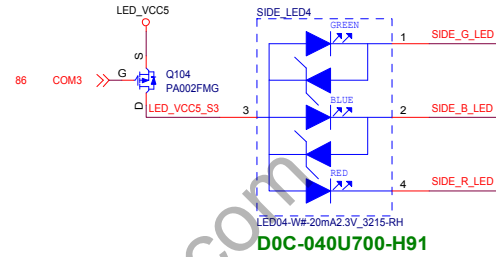 LED_VCC5
SIDE_LED4
GREEN
1 SIDE_G_LED
S
86 COM3 G Q104
PA002FMG
D LED_VCC5_S3 3
BLUE
2 SIDE_B_LED
RED
4 SIDE_R_LED
LED04-W#-20mA2.3V_3215-RH
D0C-040U700-H91
.com